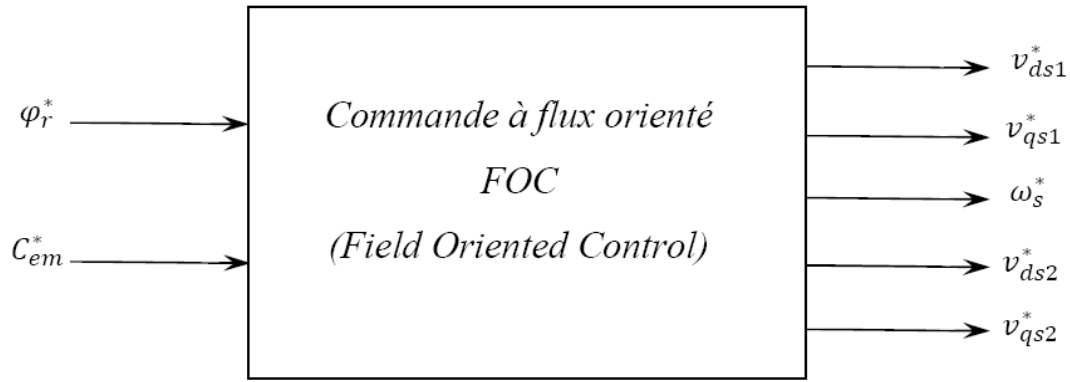 φ_r^*
C_em^*
Commande à flux orienté
FOC
(Field Oriented Control)
v_ds1^*
v_qs1^*
ω_s^*
v_ds2^*
v_qs2^*